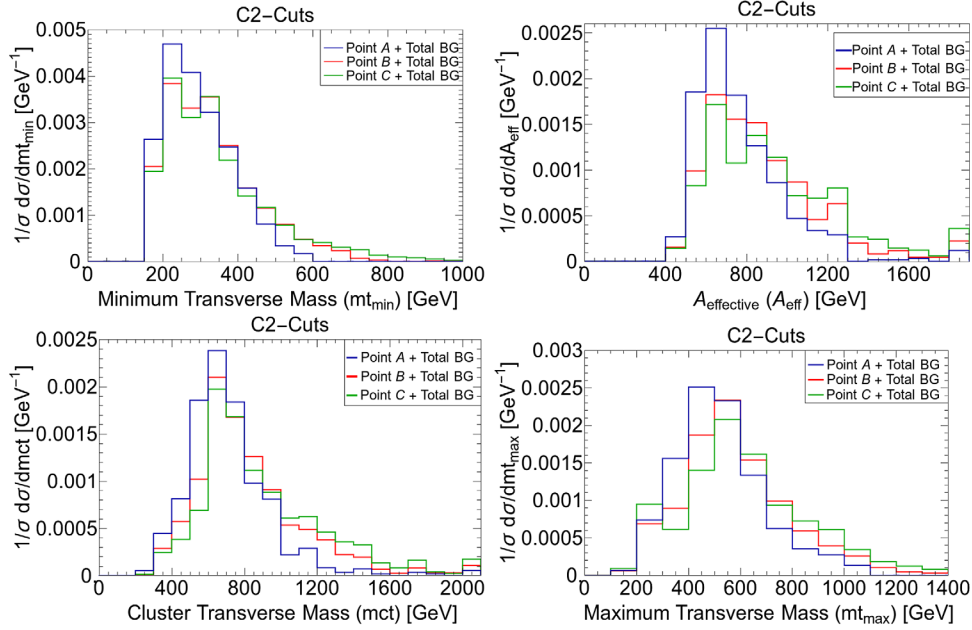 C2-Cuts
1/σ dσ/dmt_min [GeV⁻¹]
0.005
0.004
0.003
0.002
0.001
0
Point A + Total BG
Point B + Total BG
Point C + Total BG
0 200 400 600 800 1000
Minimum Transverse Mass (mt_min) [GeV]
C2-Cuts
1/σ dσ/dA_eff [GeV⁻¹]
0.0025
0.002
0.0015
0.001
0.0005
0
Point A + Total BG
Point B + Total BG
Point C + Total BG
0 400 800 1200 1600
A_effective (A_eff) [GeV]
C2-Cuts
1/σ dσ/dmct [GeV⁻¹]
0.0025
0.002
0.0015
0.001
0.0005
0
Point A + Total BG
Point B + Total BG
Point C + Total BG
0 400 800 1200 1600 2000
Cluster Transverse Mass (mct) [GeV]
C2-Cuts
1/σ dσ/dmt_max [GeV⁻¹]
0.003
0.0025
0.002
0.0015
0.001
0.0005
0
Point A + Total BG
Point B + Total BG
Point C + Total BG
0 200 400 600 800 1000 1200 1400
Maximum Transverse Mass (mt_max) [GeV]